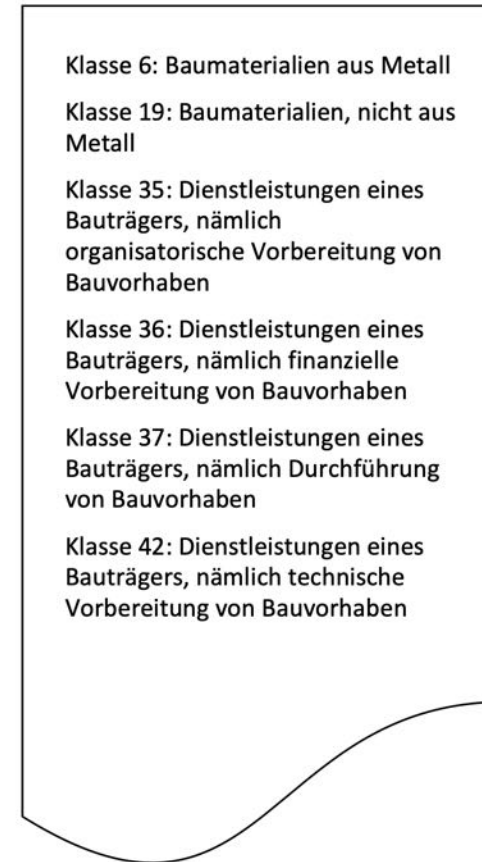 Klasse 6: Baumaterialien aus Metall
Klasse 19: Baumaterialien, nicht aus
Metall
Klasse 35: Dienstleistungen eines
Bauträgers, nämlich
organisatorische Vorbereitung von
Bauvorhaben
Klasse 36: Dienstleistungen eines
Bauträgers, nämlich finanzielle
Vorbereitung von Bauvorhaben
Klasse 37: Dienstleistungen eines
Bauträgers, nämlich Durchführung
von Bauvorhaben
Klasse 42: Dienstleistungen eines
Bauträgers, nämlich technische
Vorbereitung von Bauvorhaben